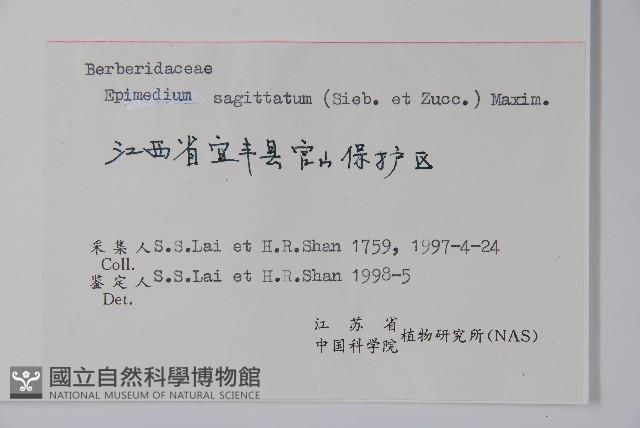 Berberidaceae
Epimedium sagittatum (Sieb. et Zucc.) Maxim.
江西省宜丰县官山保护区
采集人 S.S.Lai et H.R.Shan 1759, 1997-4-24
Coll.
鉴定人 S.S.Lai et H.R.Shan 1998-5
Det.
江苏省
中国科学院 植物研究所(NAS)
國立自然科學博物館
NATIONAL MUSEUM OF NATURAL SCIENCE